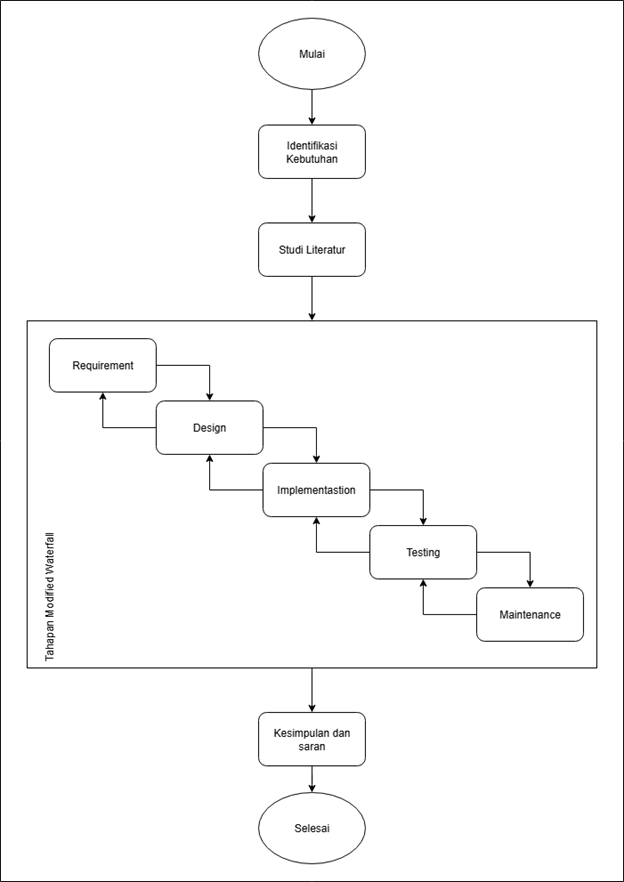 Mulai
Identifikasi
Kebutuhan
Studi Literatur
Requirement
Design
Implementastion
Testing
Maintenance
Tahapan Modified Waterfall
Kesimpulan dan
saran
Selesai